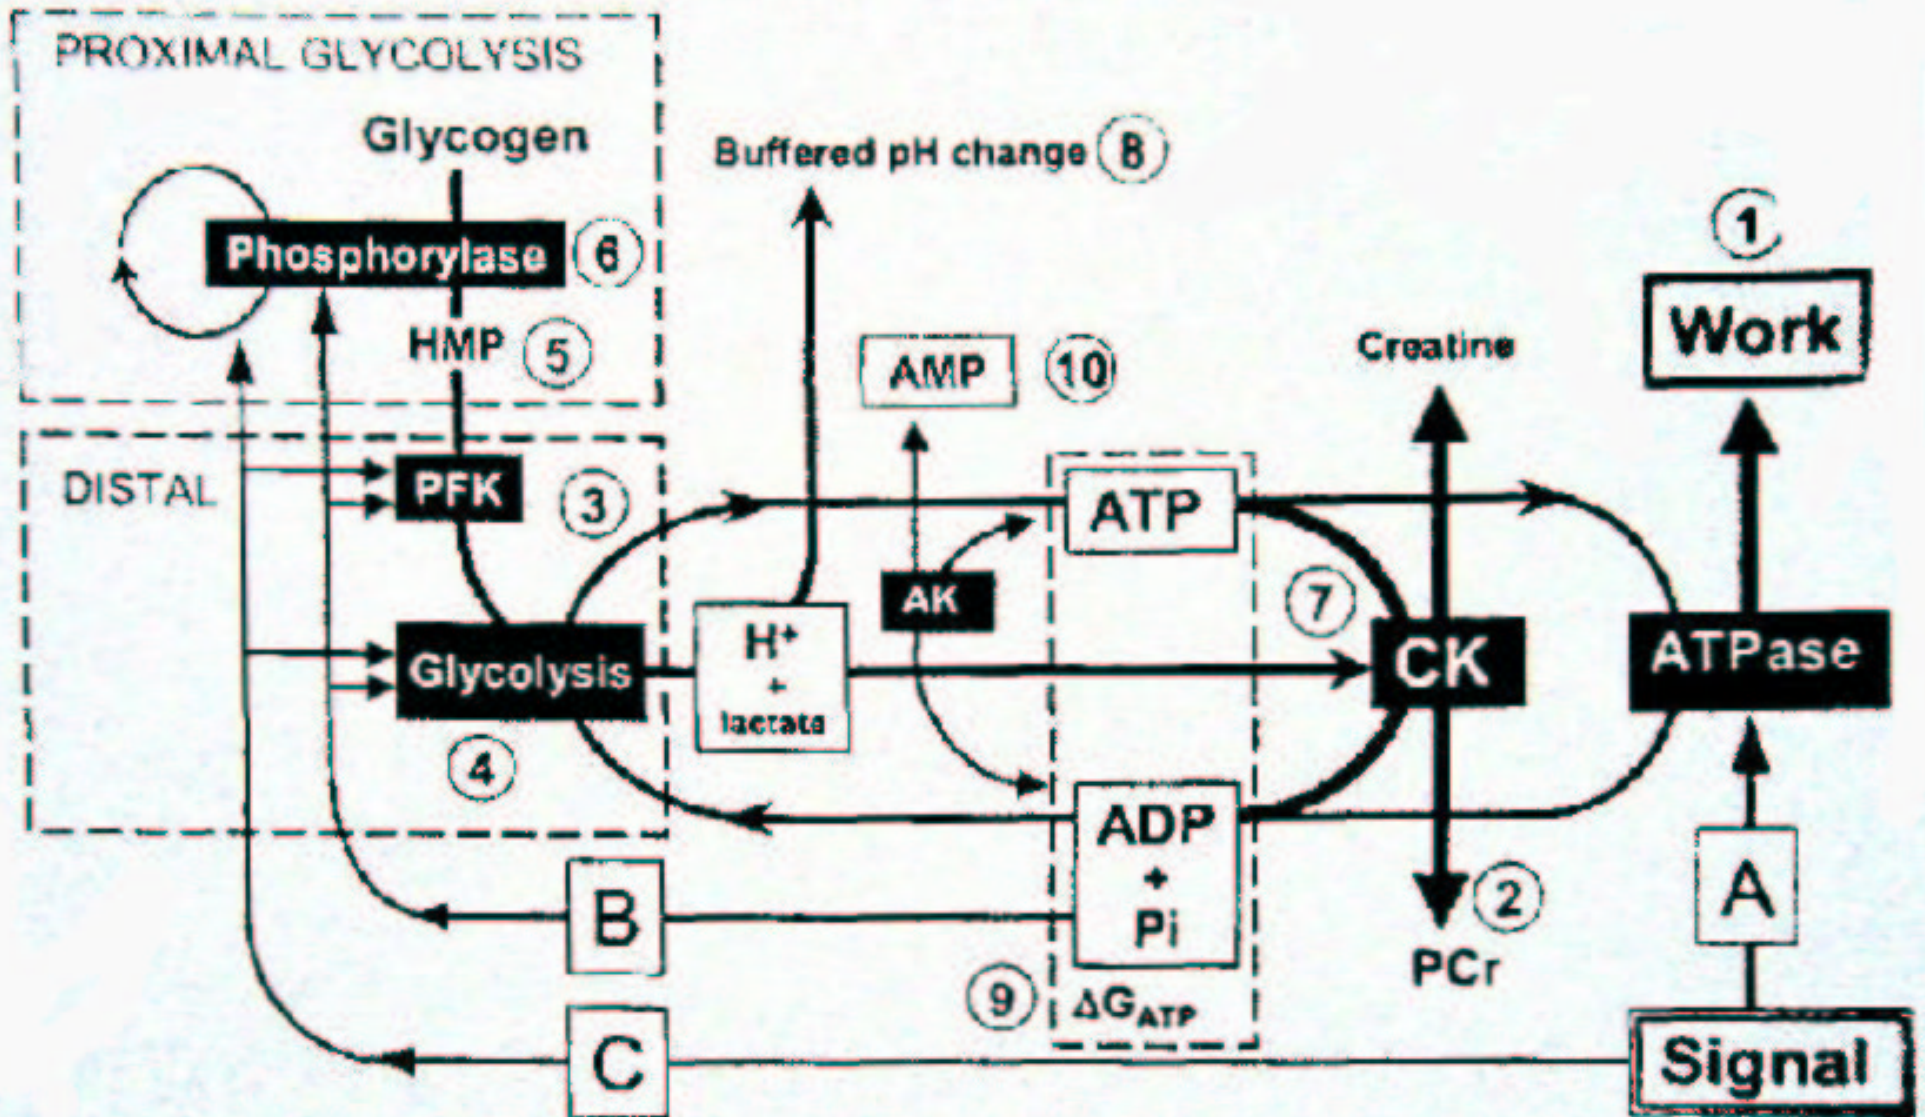 PROXIMAL GLYCOLYSIS
Glycogen
Phosphorylase 6
HMP 5
DISTAL
PFK
3
Glycolysis
4
Buffered pH change 8
H+
+
lactate
AMP 10
AK
ATP
ADP
+
Pi
9 ΔGATP
Creatine
7
CK
2
PCr
1
Work
ATPase
A
Signal
B
C